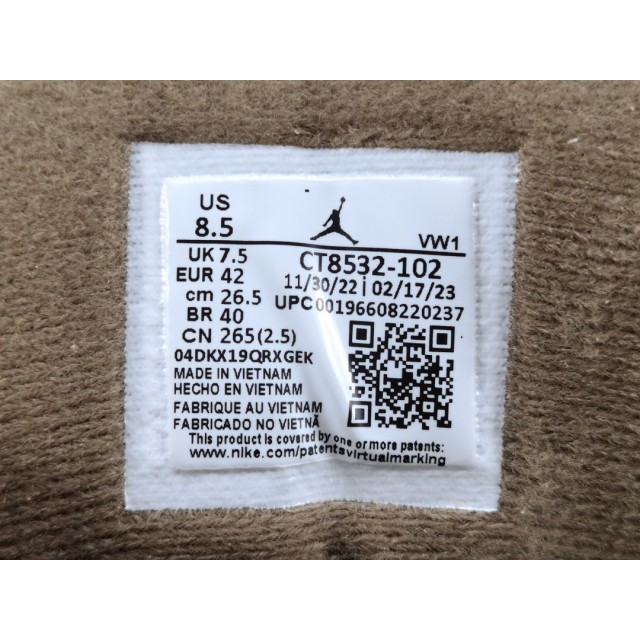 US
8.5
VW1
UK 7.5
EUR 42
cm 26.5
BR 40
CN 265(2.5)
CT8532-102
11/30/22 | 02/17/23
UPC 00196608220237
04DKX19QRXGEK
MADE IN VIETNAM
HECHO EN VIETNAM
FABRIQUE AU VIETNAM
FABRICADO NO VIETNÃ
This product is covered by one or more patents:
www.nike.com/patentsvirtualmarking